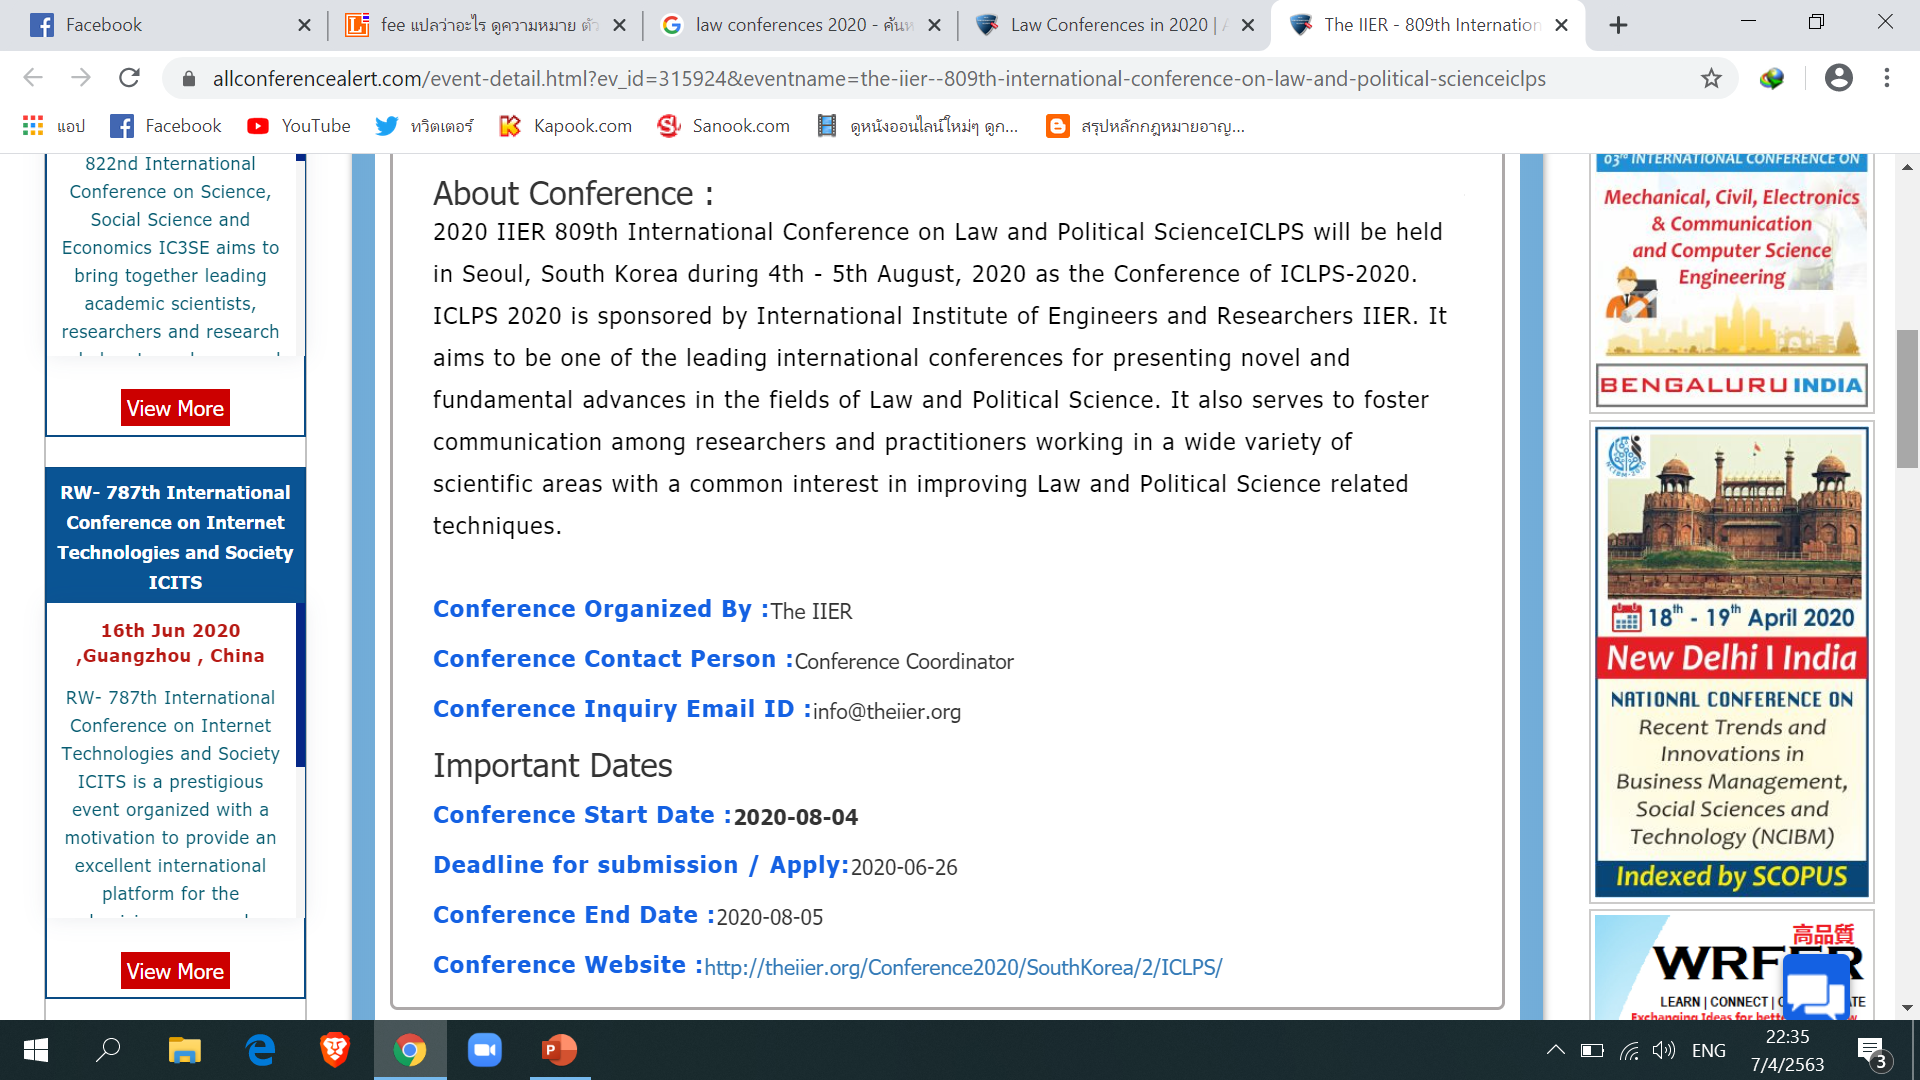 Facebook
fee แปลว่าอะไร ดูความหมาย ตัว
law conferences 2020 - ค้นห
Law Conferences in 2020 | A
The IIER - 809th Internation
allconferencealert.com/event-detail.html?ev_id=315924&eventname=the-iier--809th-international-conference-on-law-and-political-scienceiclps
แอป
Facebook
YouTube
ทวิตเตอร์
Kapook.com
Sanook.com
ดูหนังออนไลน์ใหม่ๆ ดูก...
สรุปหลักกฎหมายอาญ...
822nd International
Conference on Science,
Social Science and
Economics IC3SE aims to
bring together leading
academic scientists,
researchers and research
View More
RW- 787th International
Conference on Internet
Technologies and Society
ICITS
16th Jun 2020
,Guangzhou , China
RW- 787th International
Conference on Internet
Technologies and Society
ICITS is a prestigious
event organized with a
motivation to provide an
excellent international
platform for the
View More
About Conference :
2020 IIER 809th International Conference on Law and Political ScienceICLPS will be held
in Seoul, South Korea during 4th - 5th August, 2020 as the Conference of ICLPS-2020.
ICLPS 2020 is sponsored by International Institute of Engineers and Researchers IIER. It
aims to be one of the leading international conferences for presenting novel and
fundamental advances in the fields of Law and Political Science. It also serves to foster
communication among researchers and practitioners working in a wide variety of
scientific areas with a common interest in improving Law and Political Science related
techniques.
Conference Organized By :The IIER
Conference Contact Person :Conference Coordinator
Conference Inquiry Email ID :info@theiier.org
Important Dates
Conference Start Date :2020-08-04
Deadline for submission / Apply:2020-06-26
Conference End Date :2020-08-05
Conference Website :http://theiier.org/Conference2020/SouthKorea/2/ICLPS/
03rd INTERNATIONAL CONFERENCE ON
Mechanical, Civil, Electronics
& Communication
and Computer Science
Engineering
BENGALURU INDIA
18th - 19th April 2020
New Delhi I India
NATIONAL CONFERENCE ON
Recent Trends and
Innovations in
Business Management,
Social Sciences and
Technology (NCIBM)
Indexed by SCOPUS
高品質
WRFER
LEARN | CONNECT |
ENG
22:35
7/4/2563
3